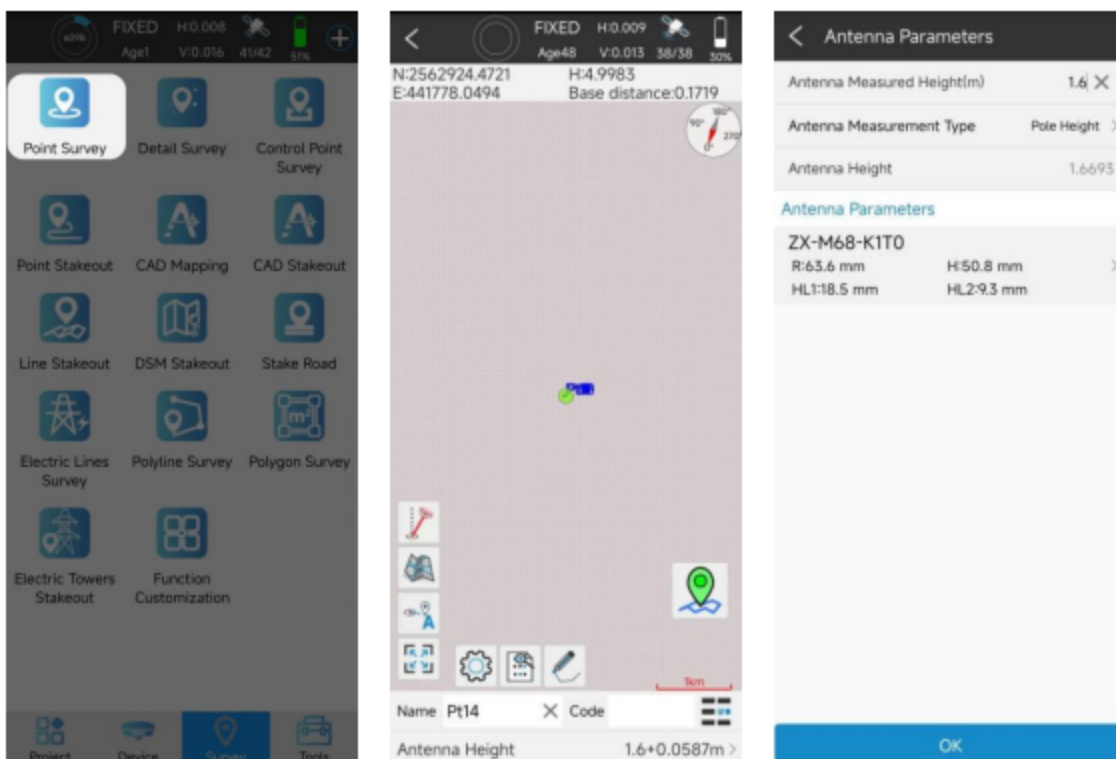 FIXED H:0.008
Age1 V:0.016 41/42 51%
Point Survey Detail Survey Control Point Survey
Point Stakeout CAD Mapping CAD Stakeout
Line Stakeout DSM Stakeout Stake Road
Electric Lines Survey Polyline Survey Polygon Survey
Electric Towers Stakeout Function Customization
Project Device Survey Tools
FIXED H:0.009
Age48 V:0.013 38/38 30%
N:2562924.4721 H:4.9983
E:441778.0494 Base distance:0.1719
90° 180° 270° 0°
A
1km
Name Pt14 Code
Antenna Height 1.6+0.0587m >
Antenna Parameters
Antenna Measured Height(m) 1.6
Antenna Measurement Type Pole Height >
Antenna Height 1.6693
Antenna Parameters
ZX-M68-K1T0
R:63.6 mm H:50.8 mm
HL1:18.5 mm HL2:9.3 mm
OK